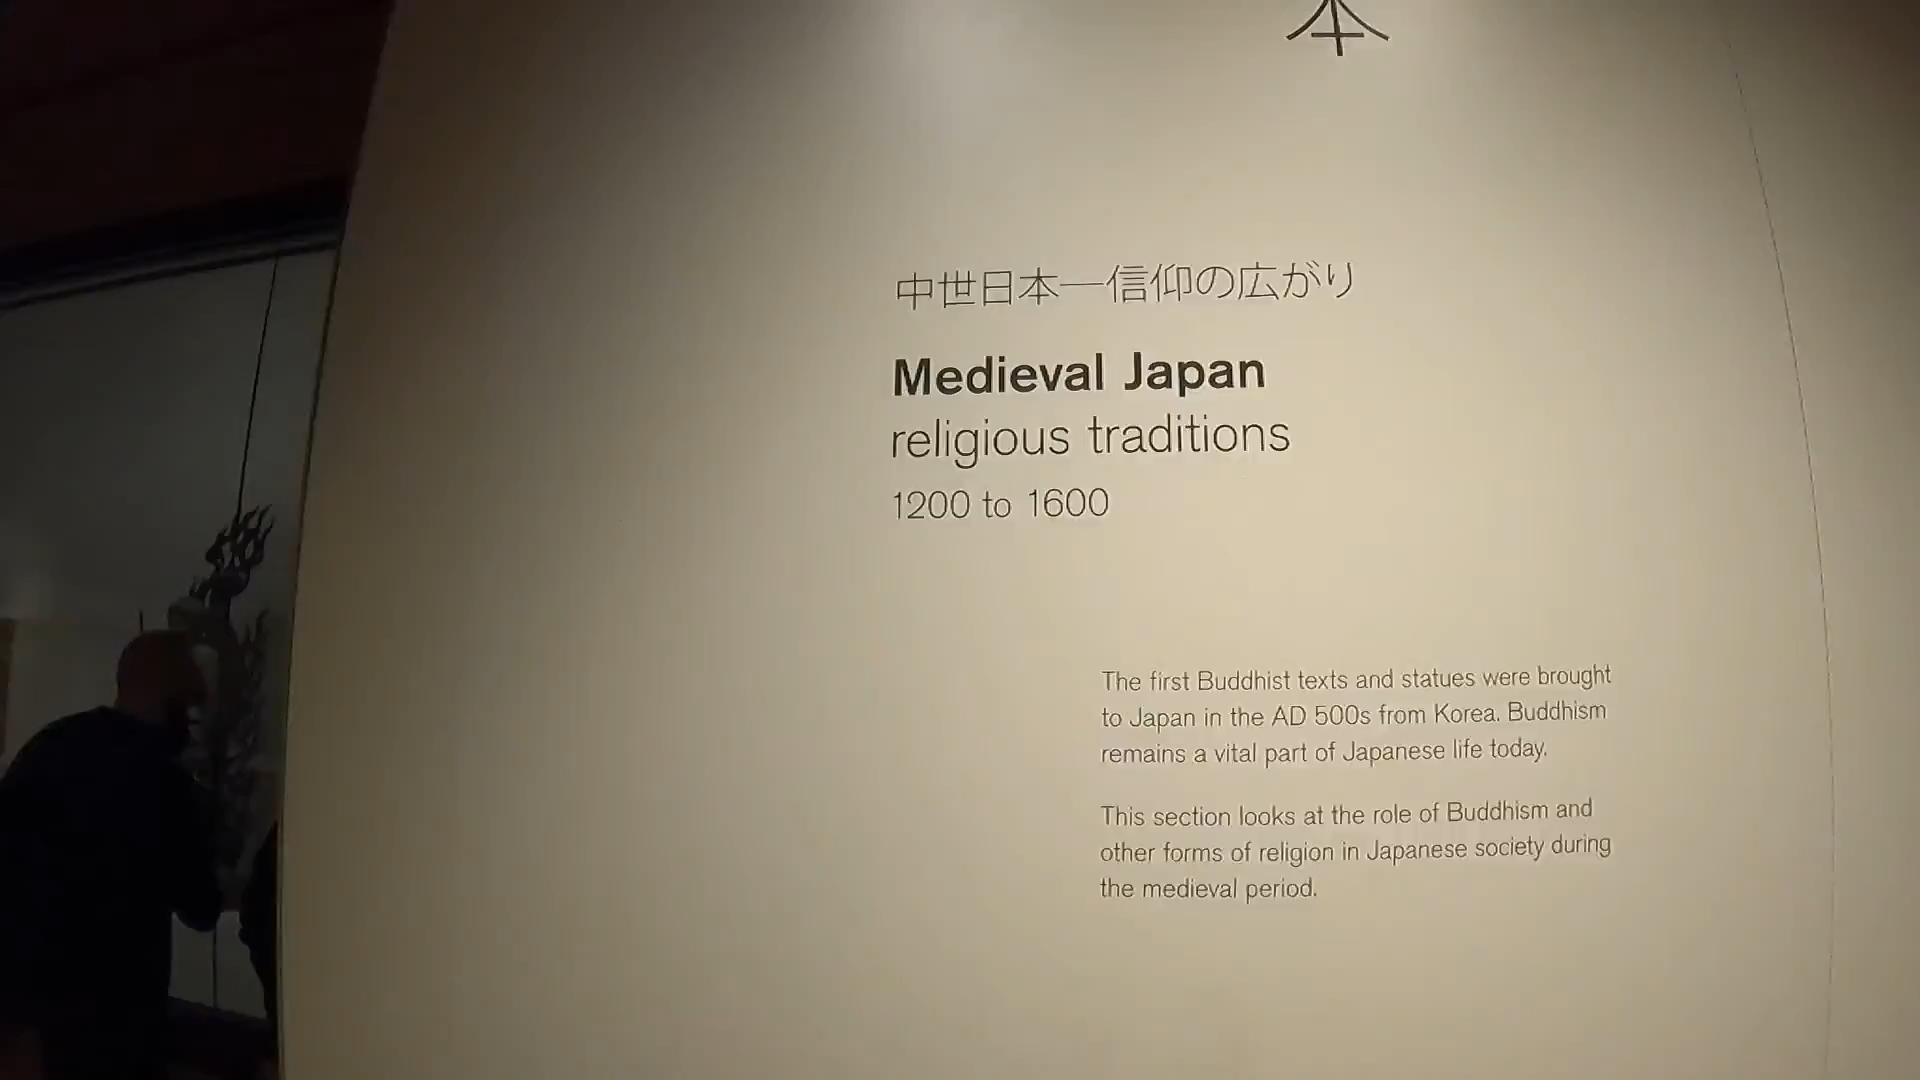 本
中世日本—信仰の広がり
Medieval Japan
religious traditions
1200 to 1600
The first Buddhist texts and statues were brought
to Japan in the AD 500s from Korea. Buddhism
remains a vital part of Japanese life today.
This section looks at the role of Buddhism and
other forms of religion in Japanese society during
the medieval period.